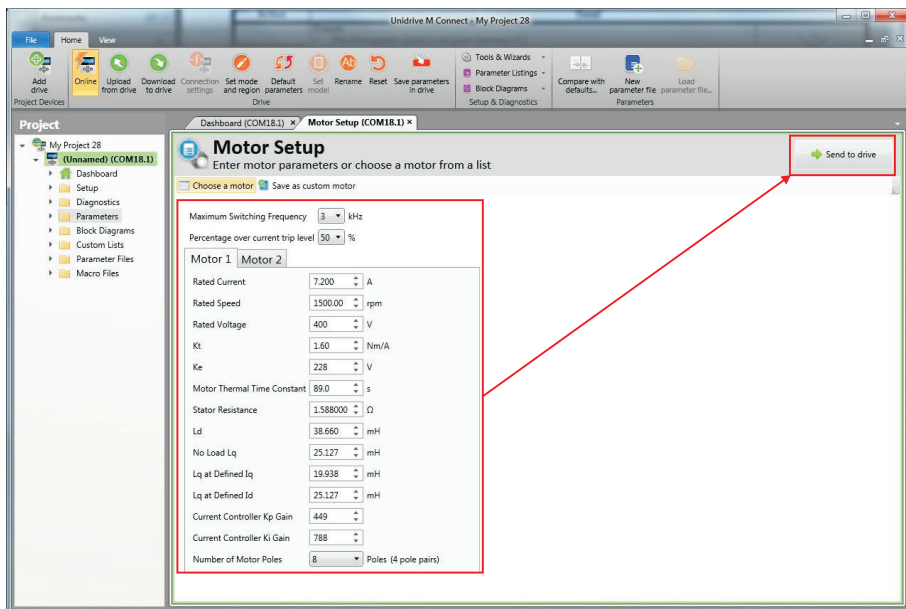 Unidrive M Connect - My Project 28
File Home View
Add drive
Online
Upload from drive
Download to drive
Connection settings
Set mode and region
Default parameters
Set model
Rename
Reset
Save parameters in drive
Tools & Wizards
Parameter Listings
Block Diagrams
Compare with defaults...
New parameter file
Load parameter file...
Project Devices
Drive
Setup & Diagnostics
Parameters
Project
My Project 28
(Unnamed) (COM18.1)
Dashboard
Setup
Diagnostics
Parameters
Block Diagrams
Custom Lists
Parameter Files
Macro Files
Dashboard (COM18.1) × Motor Setup (COM18.1) ×
Motor Setup
Enter motor parameters or choose a motor from a list
Send to drive
Choose a motor Save as custom motor
Maximum Switching Frequency 3 kHz
Percentage over current trip level 50 %
Motor 1 Motor 2
Rated Current 7.200 A
Rated Speed 1500.00 rpm
Rated Voltage 400 V
Kt 1.60 Nm/A
Ke 228 V
Motor Thermal Time Constant 89.0 s
Stator Resistance 1.588000 Ω
Ld 38.660 mH
No Load Lq 25.127 mH
Lq at Defined Iq 19.938 mH
Lq at Defined Id 25.127 mH
Current Controller Kp Gain 449
Current Controller Ki Gain 788
Number of Motor Poles 8 Poles (4 pole pairs)